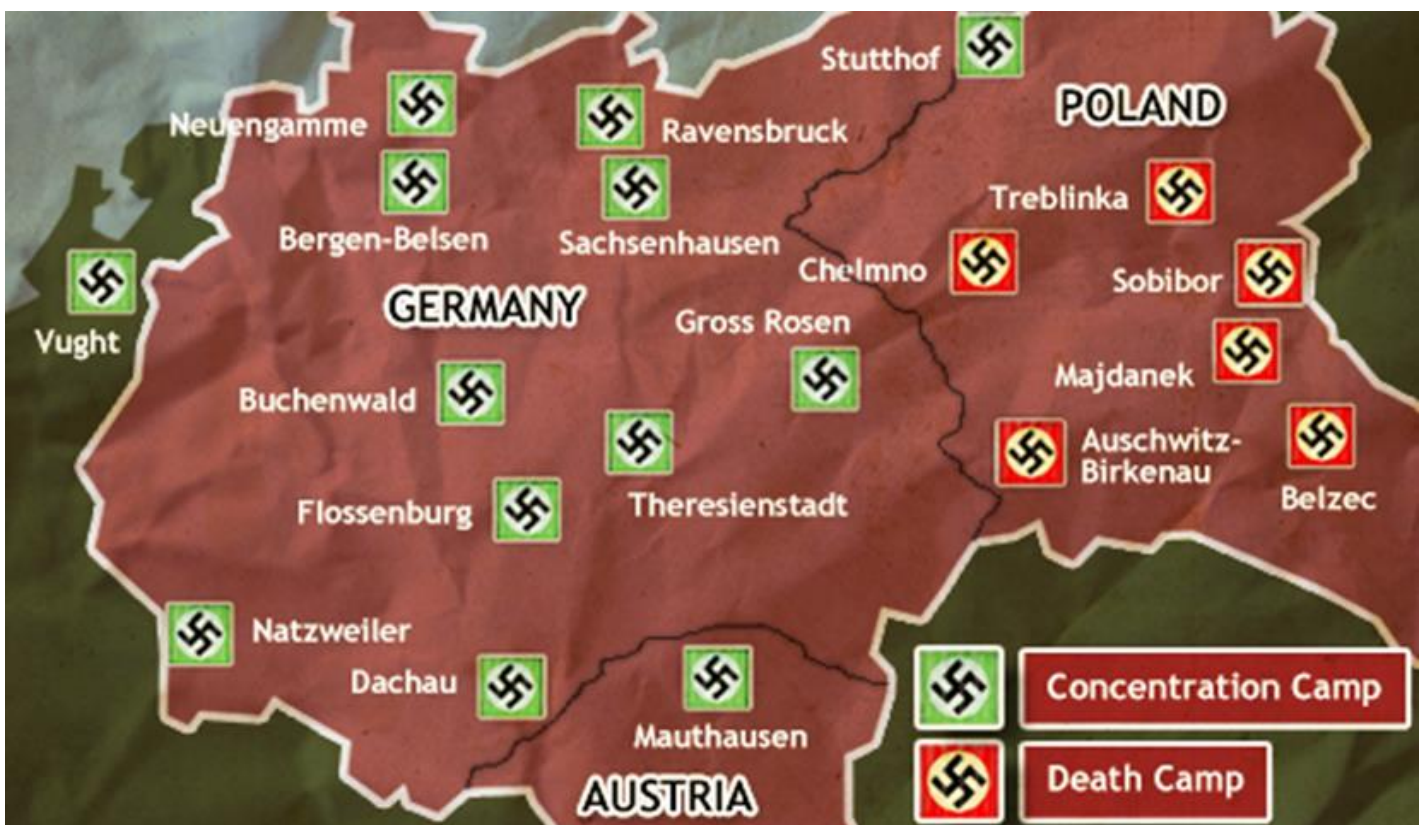 Stutthof
POLAND
Neuengamme
Ravensbruck
Treblinka
Bergen-Belsen
Sachsenhausen
Chelmno
Sobibor
GERMANY
Vught
Gross Rosen
Majdanek
Buchenwald
Auschwitz-
Birkenau
Belzec
Flossenburg
Theresienstadt
Natzweiler
Dachau
Mauthausen
AUSTRIA
Concentration Camp
Death Camp